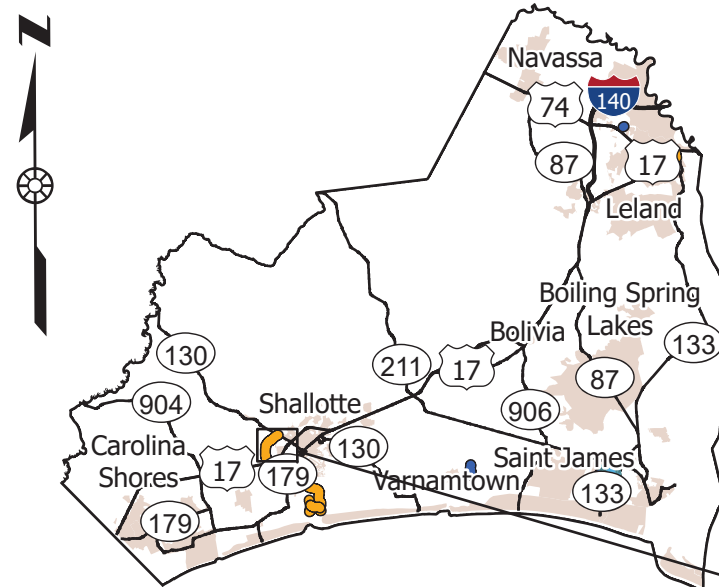 N
Navassa
74
140
87
17
Leland
Boiling Spring
Lakes
Bolivia
133
130
211
17
87
904
Shallotte
906
Carolina
Shores
130
17
179
Varnamtown
Saint James
133
179